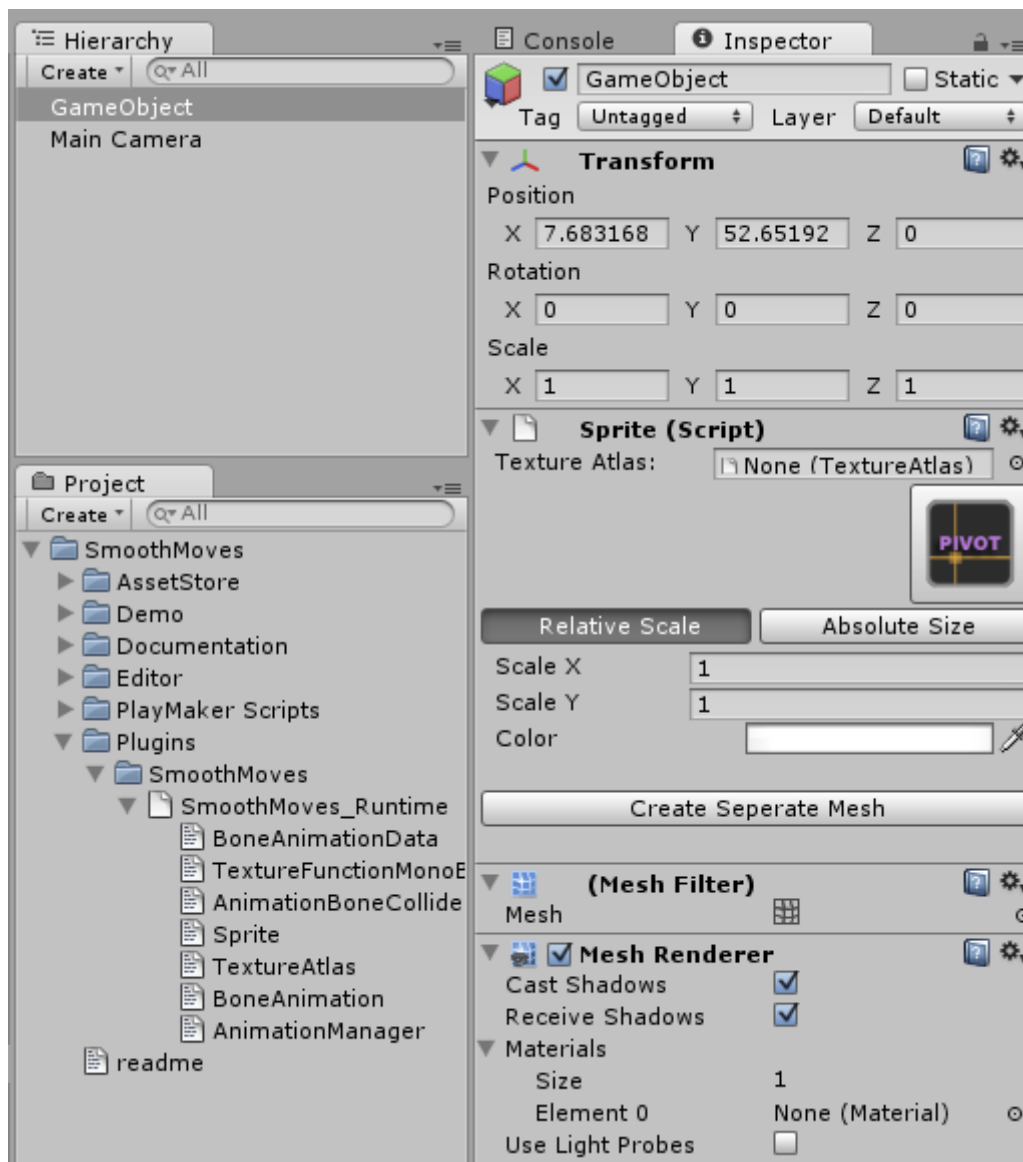 Hierarchy
Create All
GameObject
Main Camera
Project
Create All
SmoothMoves
AssetStore
Demo
Documentation
Editor
PlayMaker Scripts
Plugins
SmoothMoves
SmoothMoves_Runtime
BoneAnimationData
TextureFunctionMonoB
AnimationBoneCollide
Sprite
TextureAtlas
BoneAnimation
AnimationManager
readme
Console Inspector
GameObject Static
Tag Untagged Layer Default
Transform
Position
X 7.683168 Y 52.65192 Z 0
Rotation
X 0 Y 0 Z 0
Scale
X 1 Y 1 Z 1
Sprite (Script)
Texture Atlas: None (TextureAtlas)
PIVOT
Relative Scale Absolute Size
Scale X 1
Scale Y 1
Color
Create Seperate Mesh
(Mesh Filter)
Mesh
Mesh Renderer
Cast Shadows
Receive Shadows
Materials
Size 1
Element 0 None (Material)
Use Light Probes